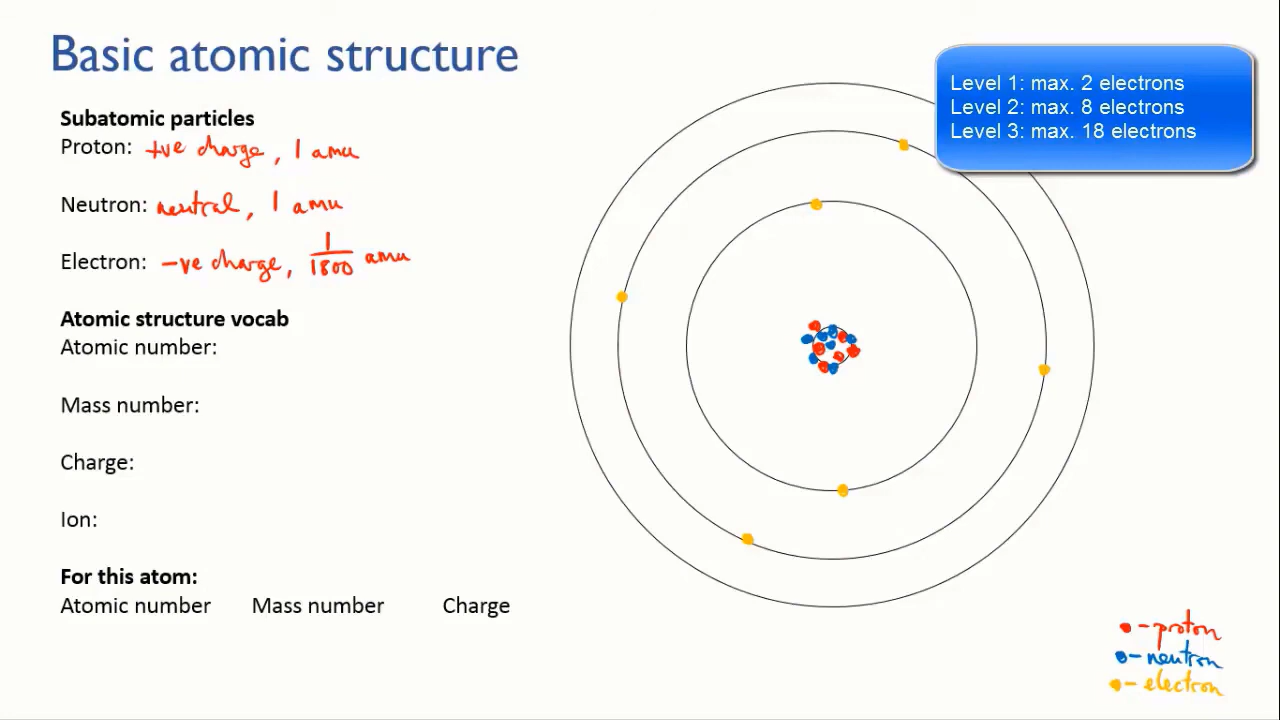 Basic atomic structure
Level 1: max. 2 electrons
Level 2: max. 8 electrons
Level 3: max. 18 electrons
Subatomic particles
Proton: +ve charge, 1 amu
Neutron: neutral, 1 amu
Electron: -ve charge, 1/1800 amu
Atomic structure vocab
Atomic number:
Mass number:
Charge:
Ion:
For this atom:
Atomic number Mass number Charge
- proton
- neutron
- electron